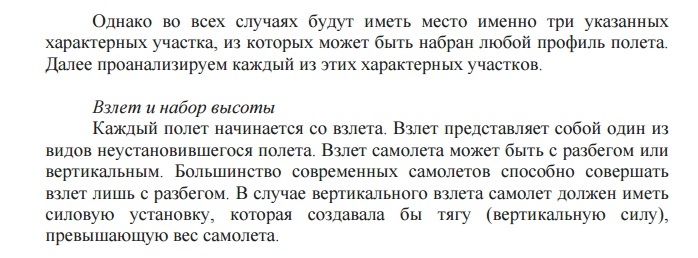 Однако во всех случаях будут иметь место именно три указанных
характерных участка, из которых может быть набран любой профиль полета.
Далее проанализируем каждый из этих характерных участков.
Взлет и набор высоты
Каждый полет начинается со взлета. Взлет представляет собой один из
видов неустановившегося полета. Взлет самолета может быть с разбегом или
вертикальным. Большинство современных самолетов способно совершать
взлет лишь с разбегом. В случае вертикального взлета самолет должен иметь
силовую установку, которая создавала бы тягу (вертикальную силу),
превышающую вес самолета.